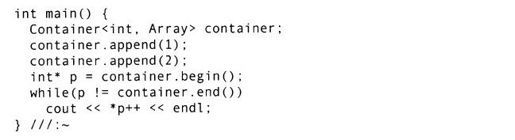 int main() {
  Container<int, Array> container;
  container.append(1);
  container.append(2);
  int* p = container.begin();
  while(p != container.end())
    cout << *p++ << endl;
} ///:~